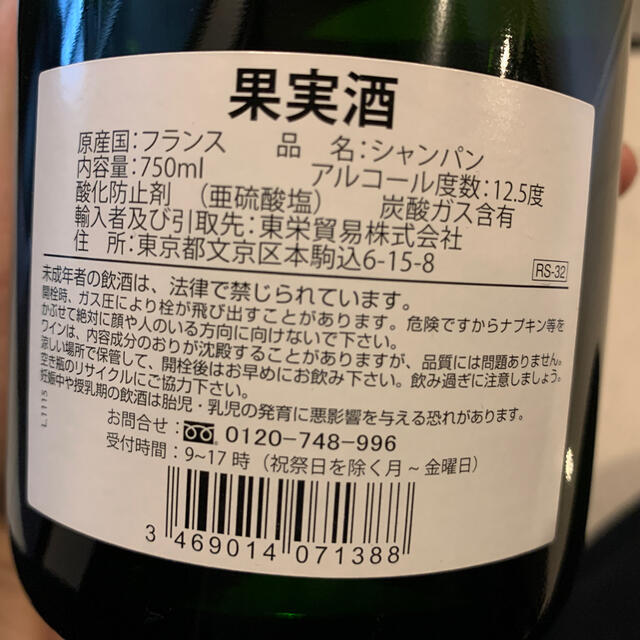 果実酒
原産国:フランス 品 名:シャンパン
内容量:750ml アルコール度数:12.5度
酸化防止剤 (亜硫酸塩) 炭酸ガス含有
輸入者及び引取先:東栄貿易株式会社
住 所:東京都文京区本駒込6-15-8
RS-32
未成年者の飲酒は、法律で禁じられています。
開栓時、ガス圧により栓が飛び出すことがあります。危険ですからナプキン等を
かぶせて絶対に顔や人のいる方向に向けないで下さい。
ワインは、内容成分のおりが沈殿することがありますが、品質には問題ありません。
涼しい場所で保管して、開栓後はお早めにお飲み下さい。飲み過ぎに注意しましょう。
空き瓶のリサイクルにご協力下さい。
妊娠中や授乳期の飲酒は胎児・乳児の発育に悪影響を与える恐れがあります。
L1115
お問合せ: 0120-748-996
受付時間:9~17時(祝祭日を除く月~金曜日)
3 469014 071388